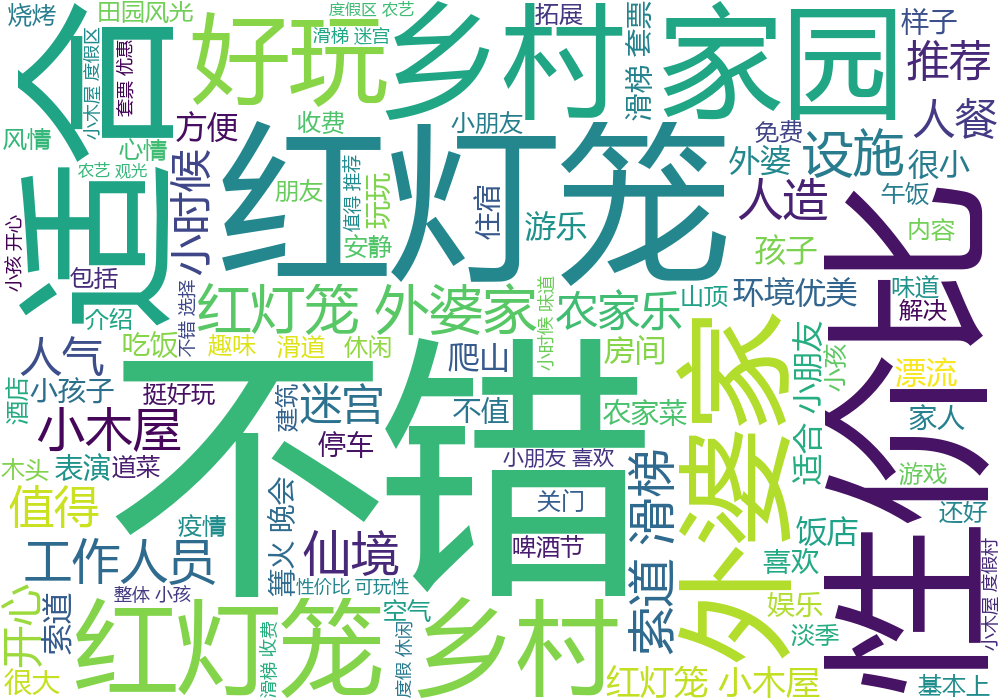 烧烤
田园风光
度假区 农艺
滑梯 迷宫
拓展
滑梯 套票
样子
推荐
适合
套票 优惠
小木屋 度假区
好玩
乡村
家园
人餐
风情
心情
方便
收费
小朋友
免费
外婆
设施
很小
农艺 观光
小时候
朋友
值得 推荐
玩玩
安静
红灯笼
住宿
游乐
人造
孩子
午饭
内容
性价比
小孩 开心
包括
介绍
不错 选择
红灯笼 外婆家
小时候 味道
农家乐
山顶
环境优美
味道
解决
人气
吃饭
趣味
滑道
休闲
爬山
房间
外婆家
适合 小朋友
小孩
漂流
酒店
小孩子
挺好玩
建筑
迷宫
不错
不值
农家菜
家人
小木屋
停车
木头
表演
道菜
小朋友 喜欢
游戏
值得
疫情
篝火 晚会
关门
索道 滑梯
饭店
还好
工作人员
仙境
啤酒节
喜欢
整体 小孩
性价比 可玩性
小木屋 度假村
开心
索道
红灯笼 乡村
空气
娱乐
淡季
很大
滑梯 收费
度假 休闲
红灯笼 小木屋
基本上